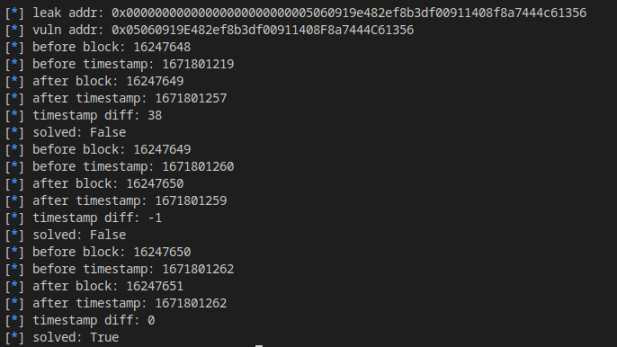 [*] leak addr: 0x00000000000000000000000005060919e482ef8b3df00911408f8a7444c61356
[*] vuln addr: 0x05060919E482ef8b3df00911408F8a7444C61356
[*] before block: 16247648
[*] before timestamp: 1671801219
[*] after block: 16247649
[*] after timestamp: 1671801257
[*] timestamp diff: 38
[*] solved: False
[*] before block: 16247649
[*] before timestamp: 1671801260
[*] after block: 16247650
[*] after timestamp: 1671801259
[*] timestamp diff: -1
[*] solved: False
[*] before block: 16247650
[*] before timestamp: 1671801262
[*] after block: 16247651
[*] after timestamp: 1671801262
[*] timestamp diff: 0
[*] solved: True